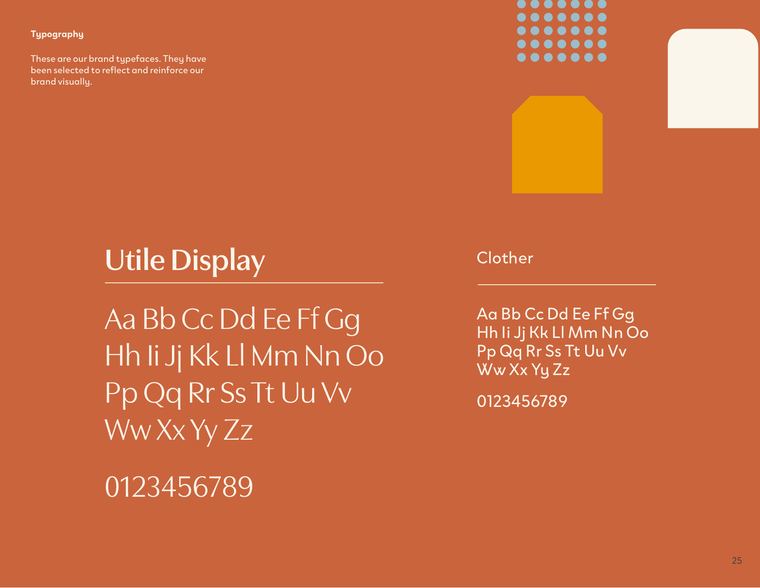 Typography
These are our brand typefaces. They have
been selected to reflect and reinforce our
brand visually.
Utile Display
Aa Bb Cc Dd Ee Ff Gg
Hh Ii Jj Kk Ll Mm Nn Oo
Pp Qq Rr Ss Tt Uu Vv
Ww Xx Yy Zz
0123456789
Clother
Aa Bb Cc Dd Ee Ff Gg
Hh Ii Jj Kk Ll Mm Nn Oo
Pp Qq Rr Ss Tt Uu Vv
Ww Xx Yy Zz
0123456789
25